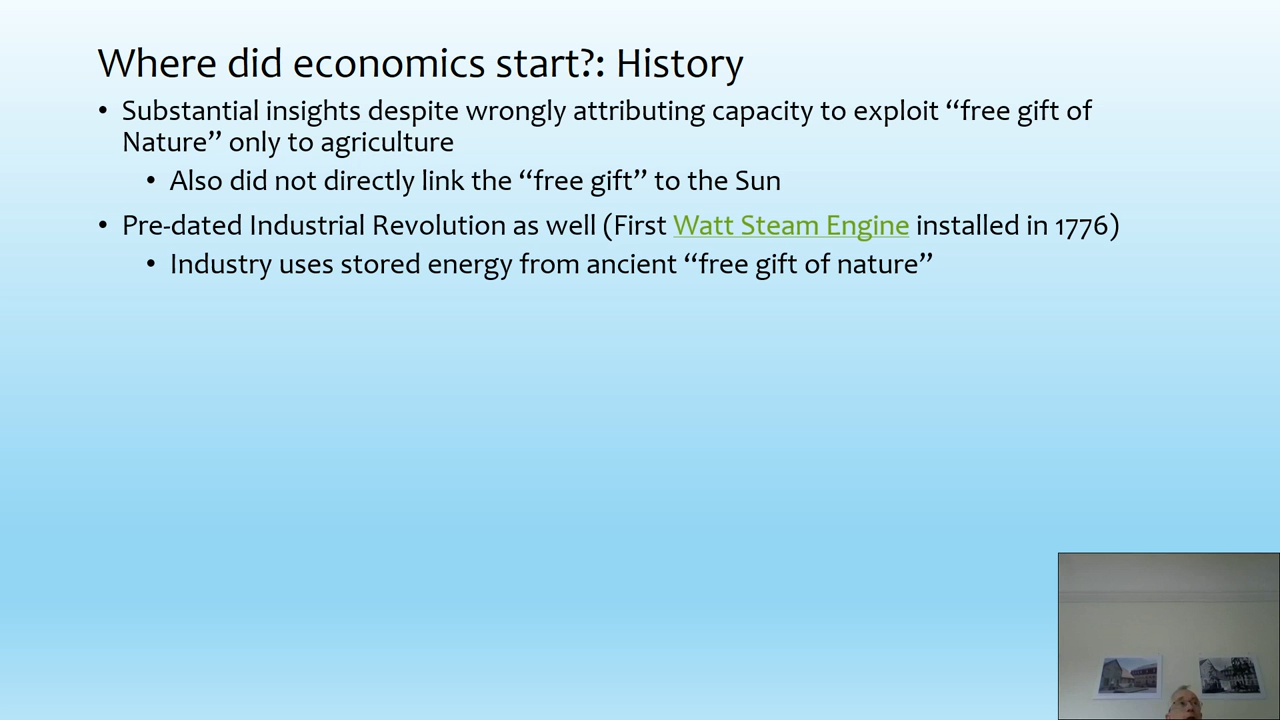 Where did economics start?: History
• Substantial insights despite wrongly attributing capacity to exploit “free gift of
Nature” only to agriculture
• Also did not directly link the “free gift” to the Sun
• Pre-dated Industrial Revolution as well (First Watt Steam Engine installed in 1776)
• Industry uses stored energy from ancient “free gift of nature”